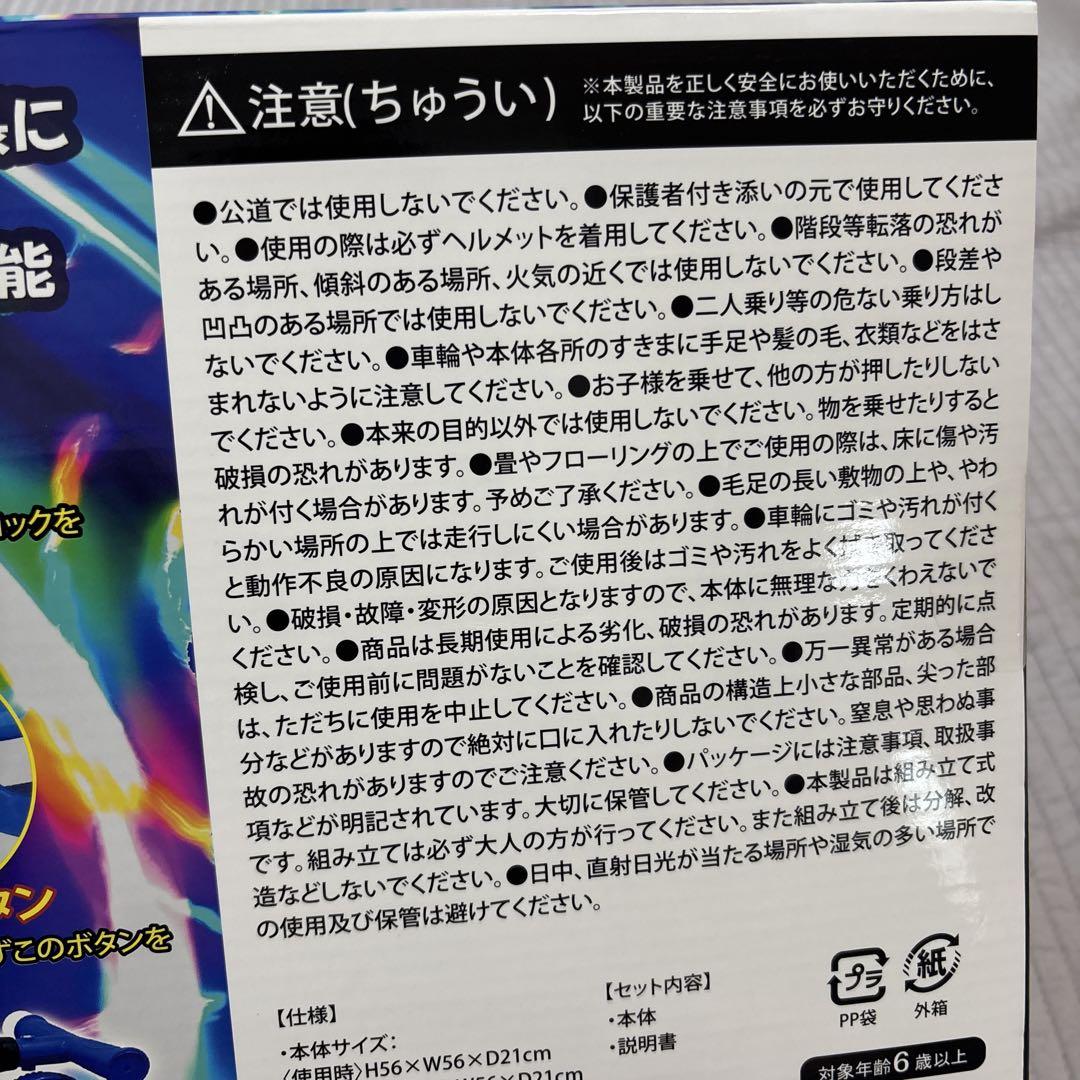 注意(ちゅうい)
※本製品を正しく安全にお使いいただくために、
以下の重要な注意事項を必ずお守りください。
に
能
●公道では使用しないでください。●保護者付き添いの元で使用してくださ
い。●使用の際は必ずヘルメットを着用してください。●階段等転落の恐れが
ある場所、傾斜のある場所、火気の近くでは使用しないでください。●段差や
凹凸のある場所では使用しないでください。●二人乗り等の危ない乗り方はし
ないでください。●車輪や本体各所のすきまに手足や髪の毛、衣類などをはさ
まれないように注意してください。●お子様を乗せて、他の方が押したりしない
でください。●本来の目的以外では使用しないでください。物を乗せたりすると
破損の恐れがあります。●畳やフローリングの上でご使用の際は、床に傷や汚
れが付く場合があります。予めご了承ください。●毛足の長い敷物の上や、やわ
らかい場所の上では走行しにくい場合があります。●車輪にゴミや汚れが付く
と動作不良の原因になります。ご使用後はゴミや汚れをよく取ってくださ
い。●破損・故障・変形の原因となりますので、本体に無理なくわえないで
ください。●商品は長期使用による劣化、破損の恐れがあります。定期的に点
検し、ご使用前に問題がないことを確認してください。●万一異常がある場合
は、ただちに使用を中止してください。●商品の構造上小さな部品、尖った部
分などがありますので絶対に口に入れたりしないでください。窒息や思わぬ事
故の恐れがありますのでご注意ください。●パッケージには注意事項、取扱事
項などが明記されています。大切に保管してください。●本製品は組み立て式
です。組み立ては必ず大人の方が行ってください。また組み立て後は分解、改
造などしないでください。●日中、直射日光が当たる場所や湿気の多い場所で
の使用及び保管は避けてください。
ロックを
タン
ずこのボタンを
プラ
PP袋
紙
外箱
【仕様】
・本体サイズ:
〈使用時〉H56×W56×D21cm
W56×D21cm
【セット内容】
・本体
・説明書
対象年齢6歳以上